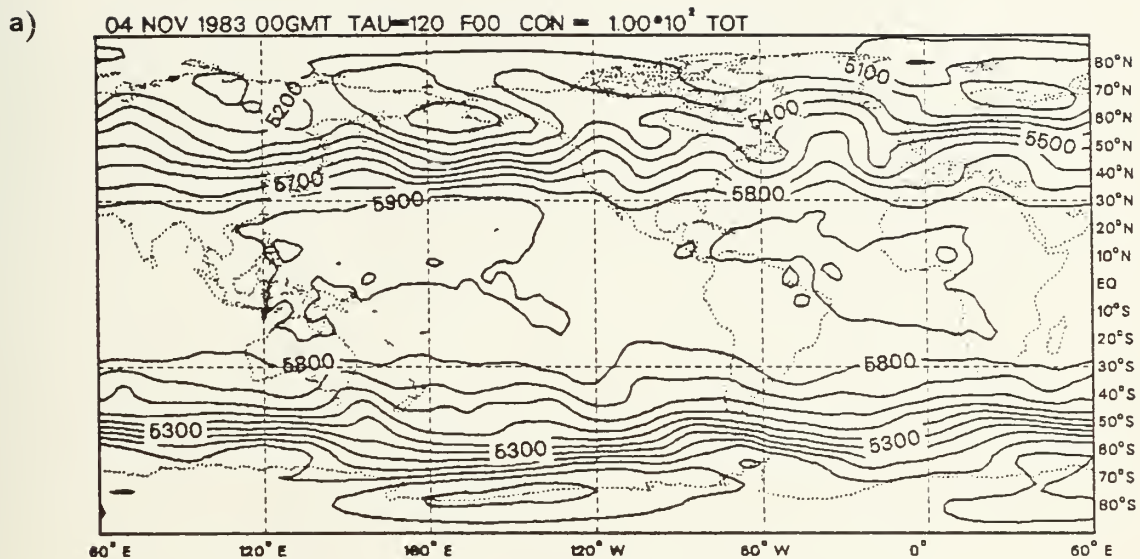 a)
04 NOV 1983 00GMT TAU=120 F00 CON = 1.00*10² TOT
5100
80°N
5200
70°N
5400
60°N
5500
50°N
5700
40°N
5900
5800
30°N
20°N
10°N
EQ
10°S
20°S
5800
5800
30°S
40°S
5300
5300
5300
50°S
60°S
70°S
80°S
60° E
120° E
180° E
120° W
60° W
0°
60° E